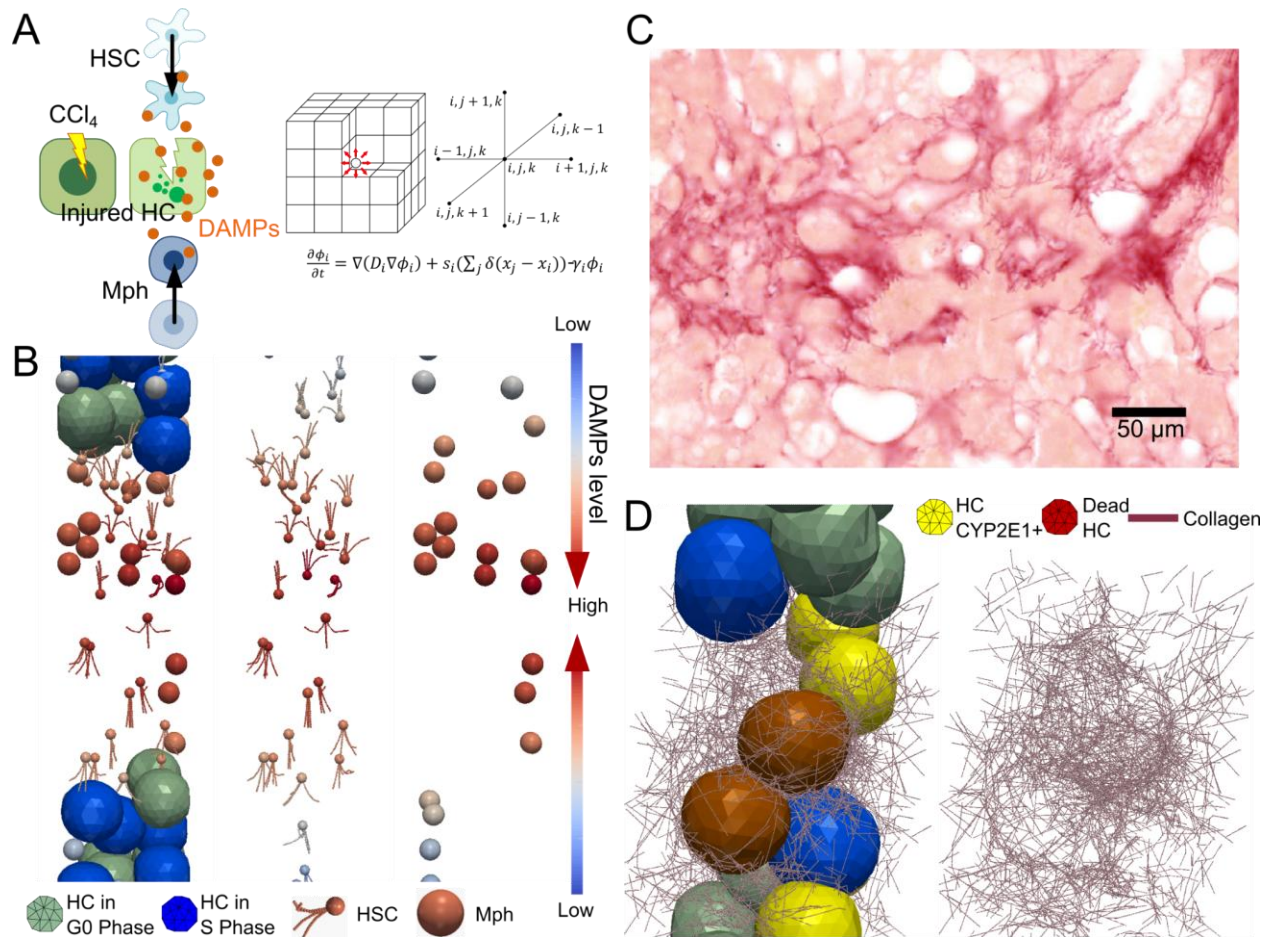 A
HSC
CCl₄
Injured HC
DAMPs
Mph
i, j + 1, k
i, j, k − 1
i − 1, j, k
i, j, k
i + 1, j, k
i, j, k + 1
i, j − 1, k
∂ϕᵢ/∂t = ∇(Dᵢ∇ϕᵢ) + sᵢ(∑ⱼ δ(xⱼ − xᵢ))-γᵢϕᵢ
B
Low
DAMPs level
High
Low
HC in
G0 Phase
HC in
S Phase
HSC
Mph
C
50 µm
D
HC
CYP2E1+
Dead
HC
Collagen